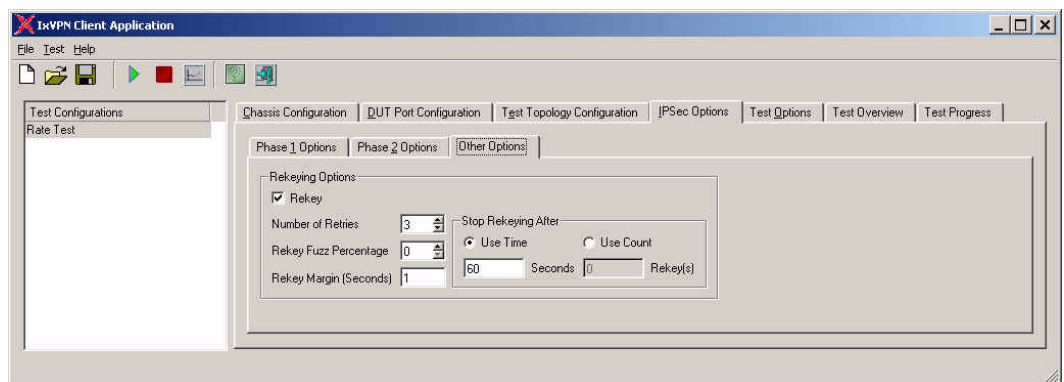 IxVPN Client Application
File Test Help
Test Configurations
Rate Test
Chassis Configuration DUT Port Configuration Test Topology Configuration IPSec Options Test Options Test Overview Test Progress
Phase 1 Options Phase 2 Options Other Options
Rekeying Options
Rekey
Number of Retries 3
Rekey Fuzz Percentage 0
Rekey Margin (Seconds) 1
Stop Rekeying After
Use Time Use Count
60 Seconds 0 Rekey(s)